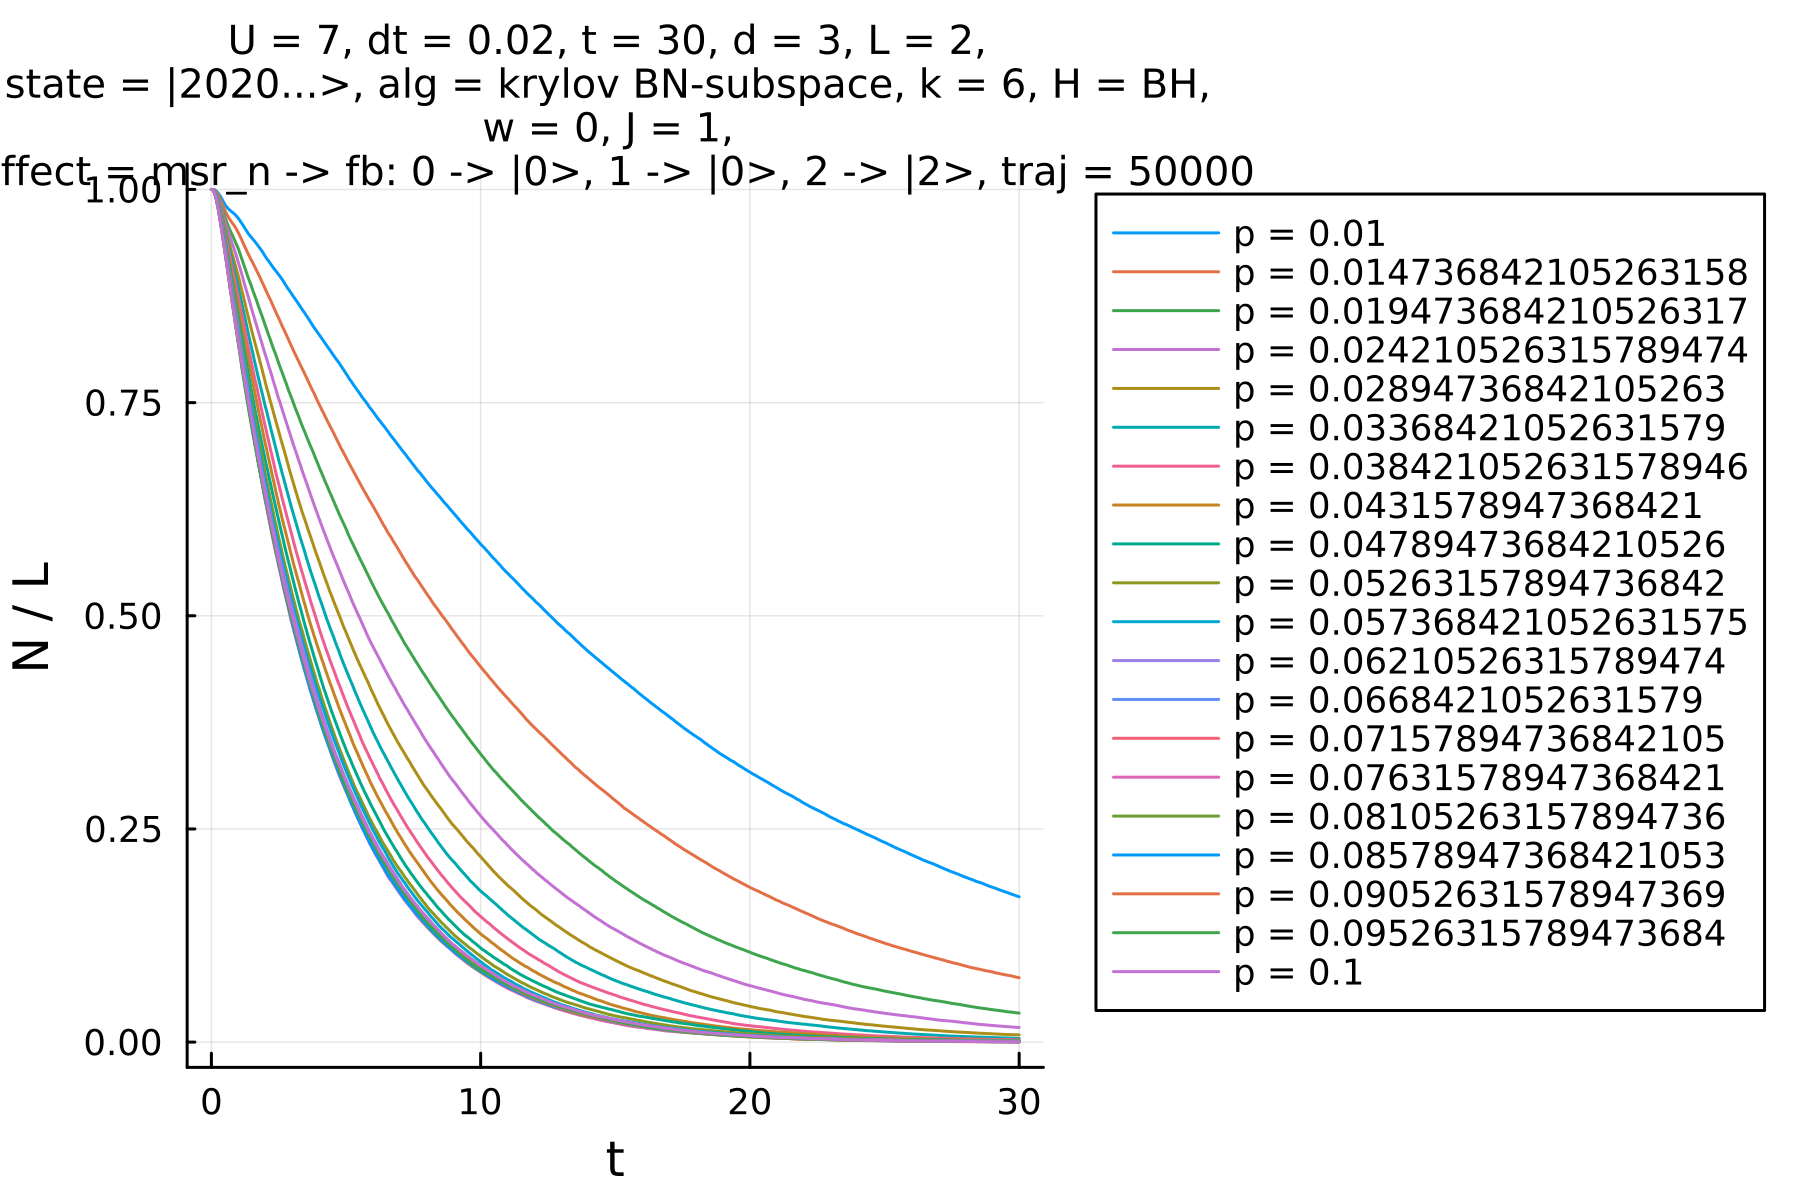 U = 7, dt = 0.02, t = 30, d = 3, L = 2,
state = |2020...>, alg = krylov BN-subspace, k = 6, H = BH,
w = 0, J = 1,
ffect = msr_n -> fb: 0 -> |0>, 1 -> |0>, 2 -> |2>, traj = 50000
1.00
0.75
0.50
0.25
0.00
N / L
0 10 20 30
t
p = 0.01
p = 0.014736842105263158
p = 0.019473684210526317
p = 0.024210526315789474
p = 0.02894736842105263
p = 0.03368421052631579
p = 0.038421052631578946
p = 0.0431578947368421
p = 0.04789473684210526
p = 0.05263157894736842
p = 0.057368421052631575
p = 0.06210526315789474
p = 0.0668421052631579
p = 0.07157894736842105
p = 0.07631578947368421
p = 0.08105263157894736
p = 0.08578947368421053
p = 0.09052631578947369
p = 0.09526315789473684
p = 0.1